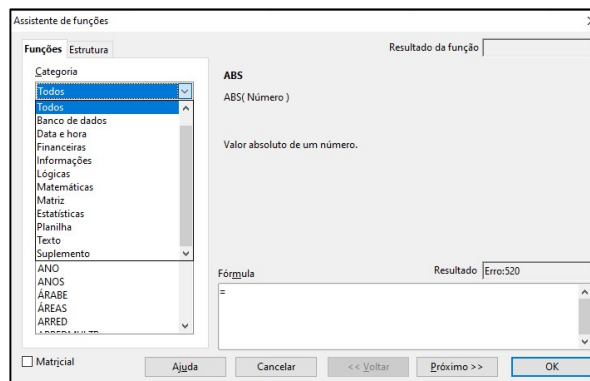 Assistente de funções
Funções Estrutura
Resultado da função
Categoria
Todos
Todos
Banco de dados
Data e hora
Financeiras
Informações
Lógicas
Matemáticas
Matriz
Estatísticas
Planilha
Texto
Suplemento
ANO
ANOS
ÁRABE
ÁREAS
ARRED
ABS
ABS( Número )
Valor absoluto de um número.
Fórmula
Resultado Erro:520
=
Matricial
Ajuda Cancelar << Voltar Próximo >> OK